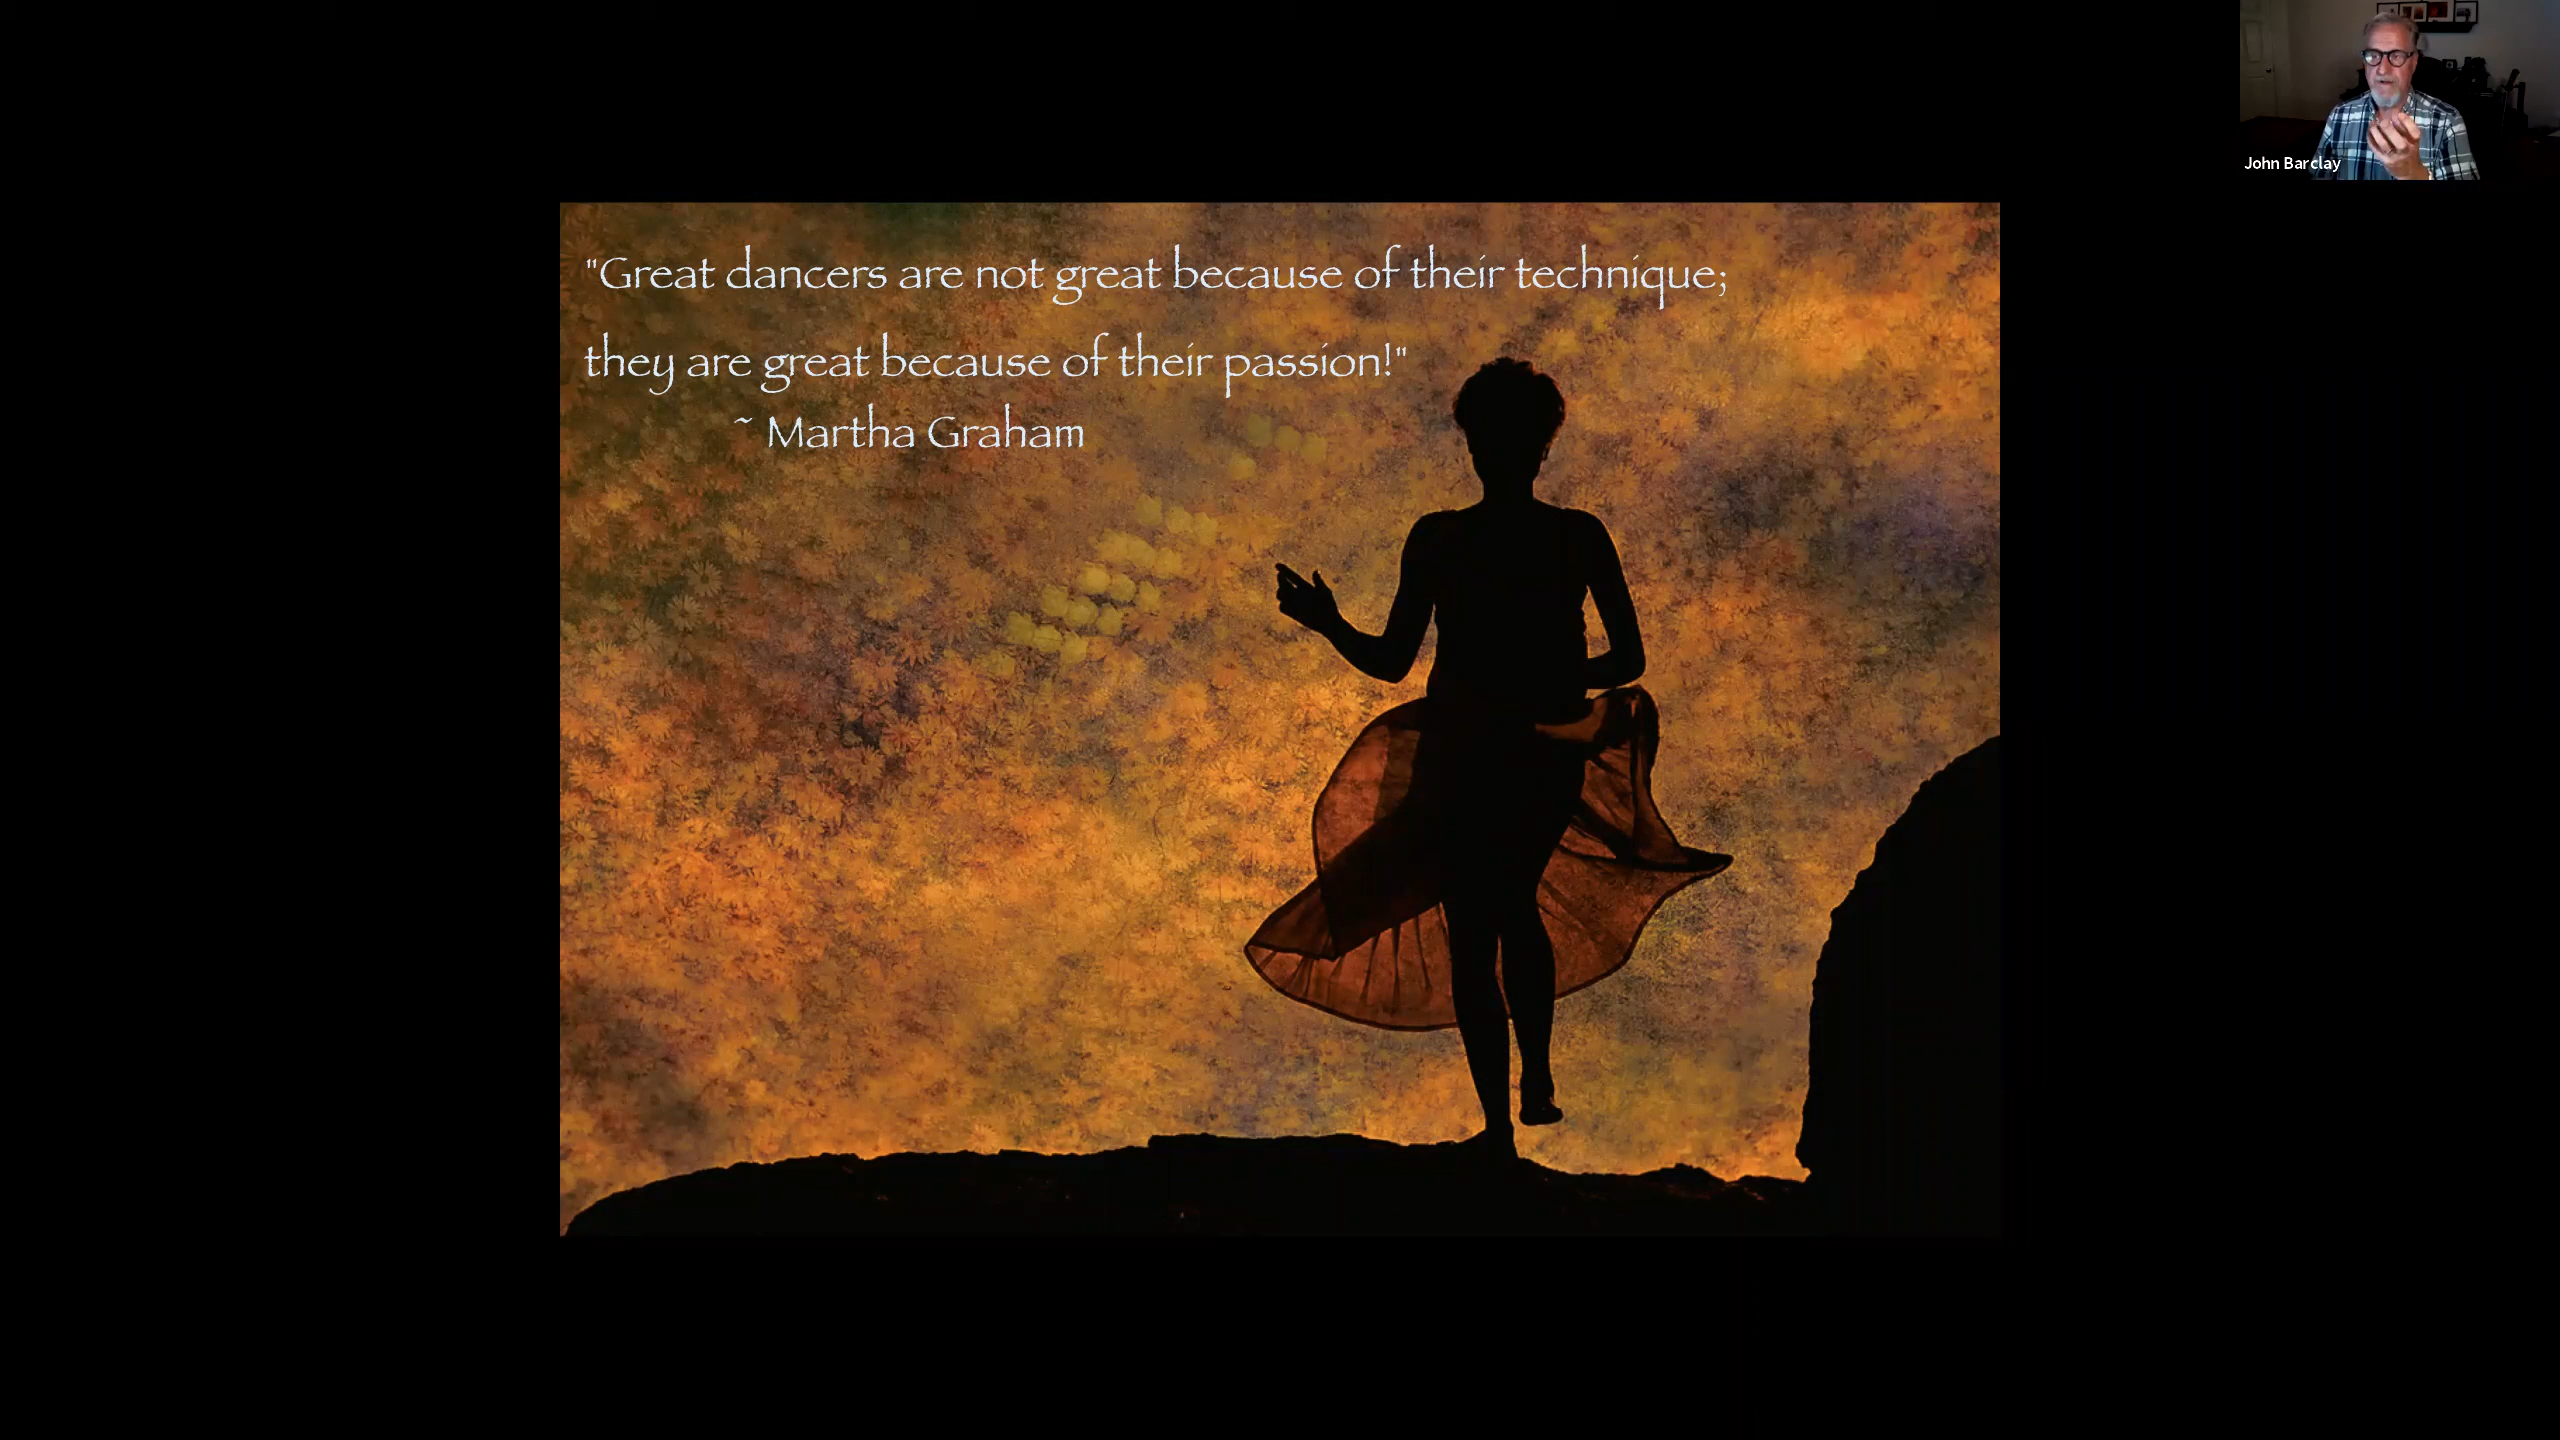 "Great dancers are not great because of their technique;
they are great because of their passion!"
~ Martha Graham
John Barclay